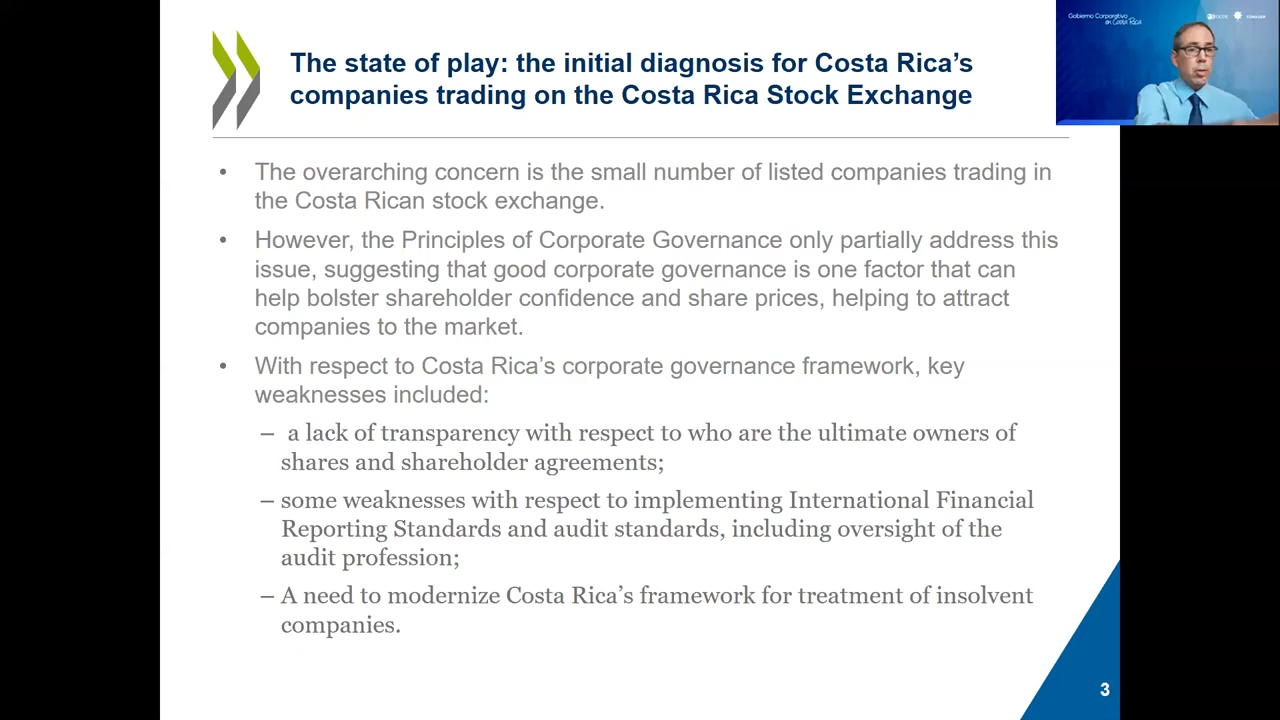 The state of play: the initial diagnosis for Costa Rica’s
companies trading on the Costa Rica Stock Exchange
Gobierno Corporativo
en Costa Rica
• The overarching concern is the small number of listed companies trading in
the Costa Rican stock exchange.
• However, the Principles of Corporate Governance only partially address this
issue, suggesting that good corporate governance is one factor that can
help bolster shareholder confidence and share prices, helping to attract
companies to the market.
• With respect to Costa Rica’s corporate governance framework, key
weaknesses included:
– a lack of transparency with respect to who are the ultimate owners of
shares and shareholder agreements;
– some weaknesses with respect to implementing International Financial
Reporting Standards and audit standards, including oversight of the
audit profession;
– A need to modernize Costa Rica’s framework for treatment of insolvent
companies.
3